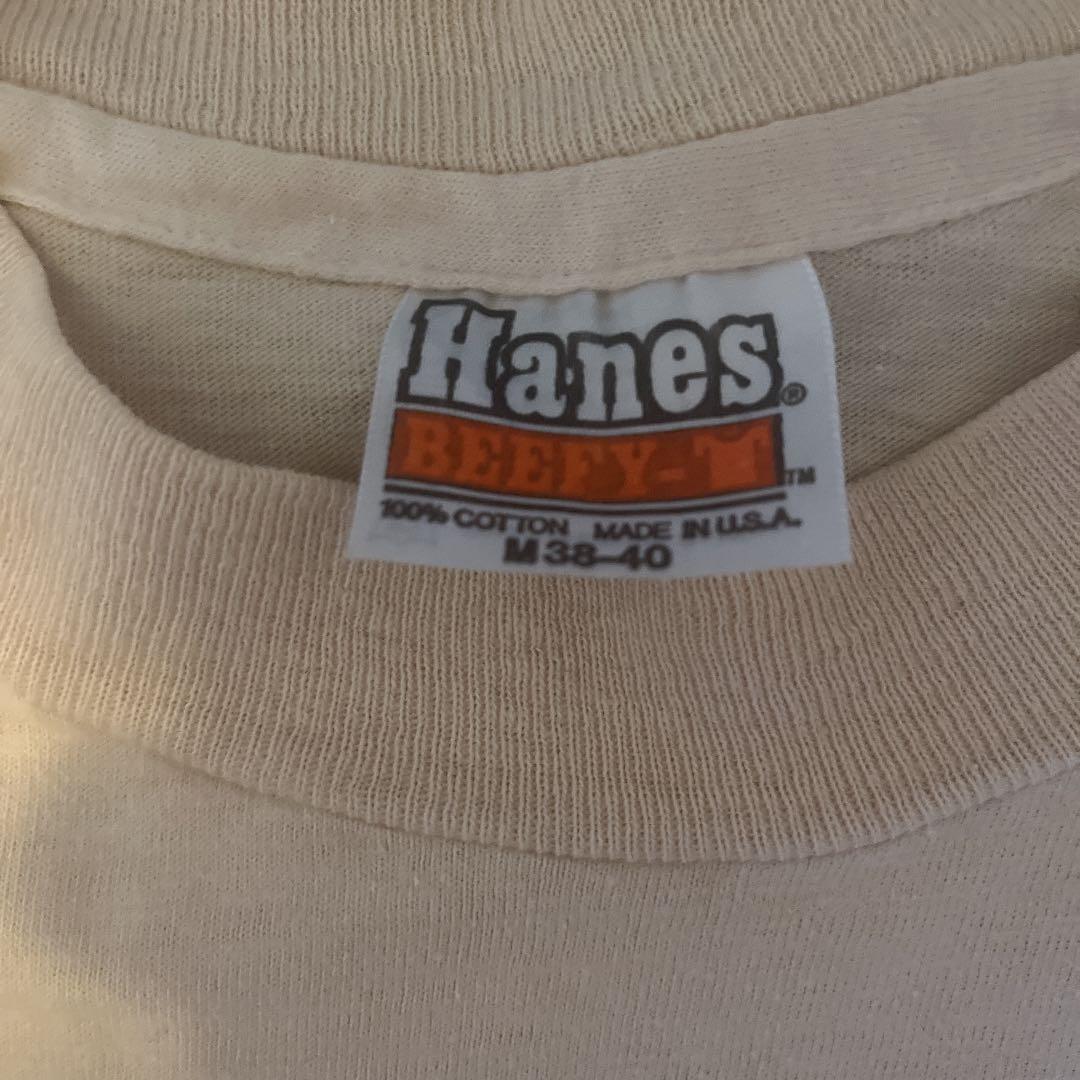 Hanes®
BEEFY-T™
100% COTTON MADE IN U.S.A.
M 38–40